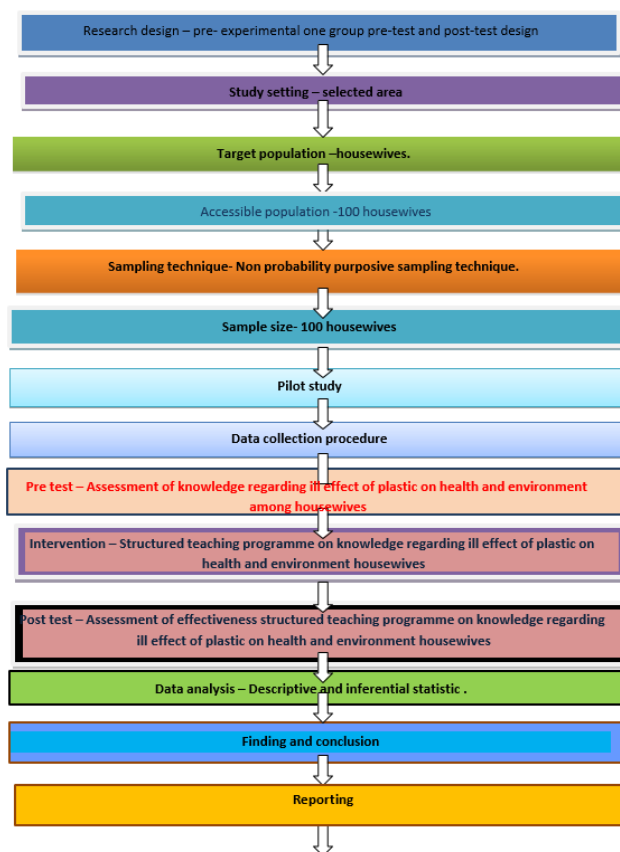 Research design – pre- experimental one group pre-test and post-test design
Study setting – selected area
Target population –housewives.
Accessible population -100 housewives
Sampling technique- Non probability purposive sampling technique.
Sample size- 100 housewives
Pilot study
Data collection procedure
Pre test – Assessment of knowledge regarding ill effect of plastic on health and environment
among housewives
Intervention – Structured teaching programme on knowledge regarding ill effect of plastic on
health and environment housewives
Post test – Assessment of effectiveness structured teaching programme on knowledge regarding
ill effect of plastic on health and environment housewives
Data analysis – Descriptive and inferential statistic .
Finding and conclusion
Reporting